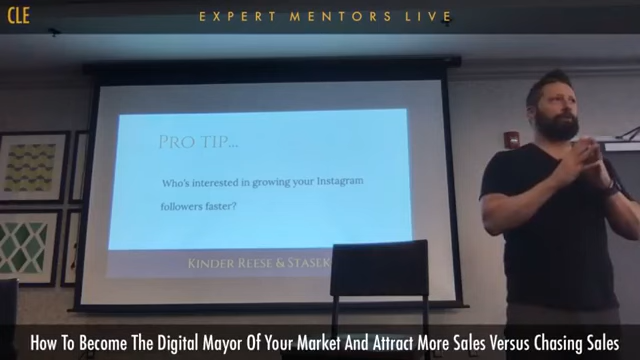 CLE
EXPERT MENTORS LIVE
PRO TIP...
Who's interested in growing your Instagram
followers faster?
KINDER REESE & STASEK
How To Become The Digital Mayor Of Your Market And Attract More Sales Versus Chasing Sales